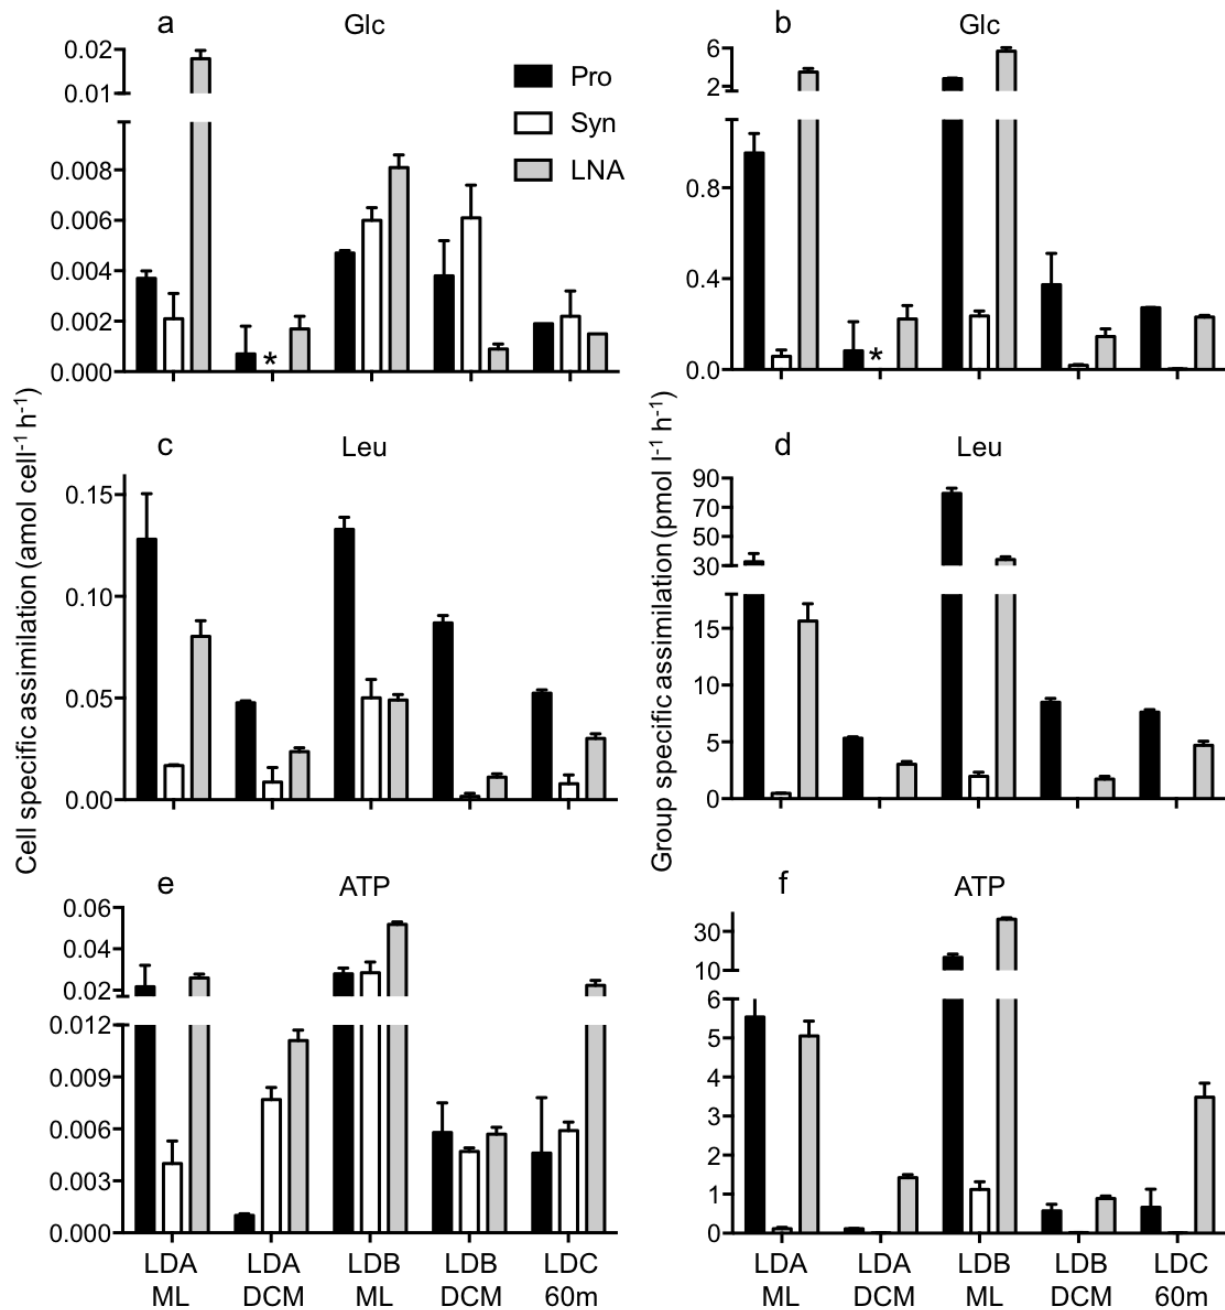 a Glc
0.02
0.01
0.008
0.006
0.004
0.002
0.000
*
Pro
Syn
LNA
b Glc
6
2
0.8
0.4
0.0
*
Cell specific assimilation (amol cell-1 h-1)
c Leu
0.15
0.10
0.05
0.00
Group specific assimilation (pmol l-1 h-1)
d Leu
90
70
50
30
15
10
5
0
e ATP
0.06
0.04
0.02
0.012
0.009
0.006
0.003
0.000
LDA LDA LDB LDB LDC
ML DCM ML DCM 60m
f ATP
30
10
6
5
4
3
2
1
0
LDA LDA LDB LDB LDC
ML DCM ML DCM 60m